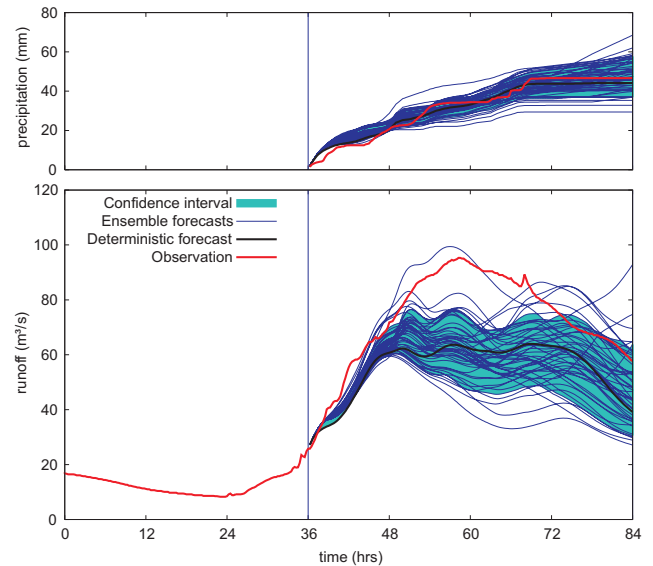 80
60
40
20
0
precipitation (mm)
120
100
80
60
40
20
0
runoff (m³/s)
Confidence interval
Ensemble forecasts
Deterministic forecast
Observation
0 12 24 36 48 60 72 84
time (hrs)